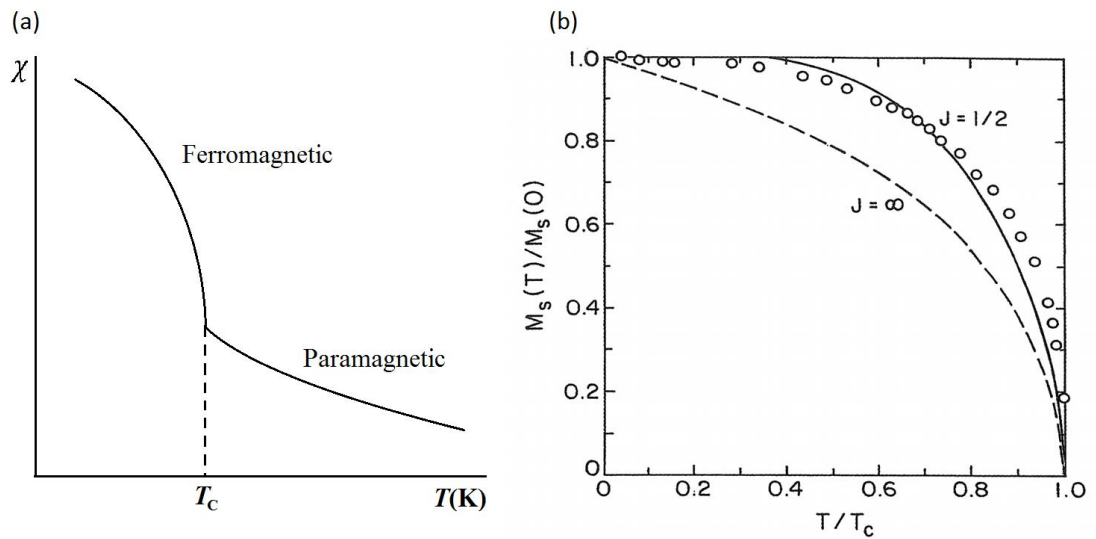 (a)
χ
Ferromagnetic
Paramagnetic
T_C
T(K)
(b)
1.0
0.8
0.6
0.4
0.2
0
M_s(T)/M_s(0)
J = 1/2
J = ∞
0
0.2
0.4
0.6
0.8
1.0
T/T_c